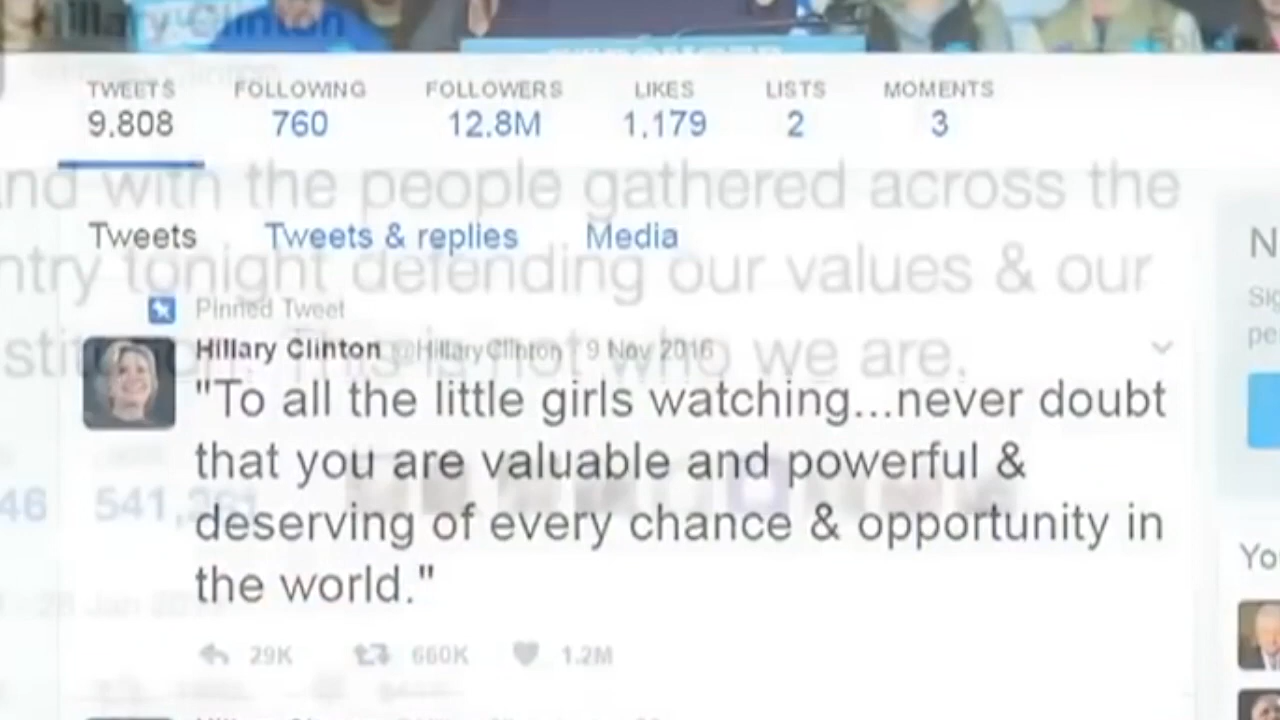 Hillary Clinton
STRONGER
TWEETS FOLLOWING FOLLOWERS LIKES LISTS MOMENTS
9,808 760 12.8M 1,179 2 3
and with the people gathered across the
Tweets Tweets & replies Media
ntry tonight defending our values & our
Pinned Tweet
Hillary Clinton @HillaryClinton 9 Nov 2016
stitution. This is not who we are.
"To all the little girls watching...never doubt
that you are valuable and powerful &
46 541,261
deserving of every chance & opportunity in
the world."
29K 660K 1.2M
N
Sig
pe
Yo